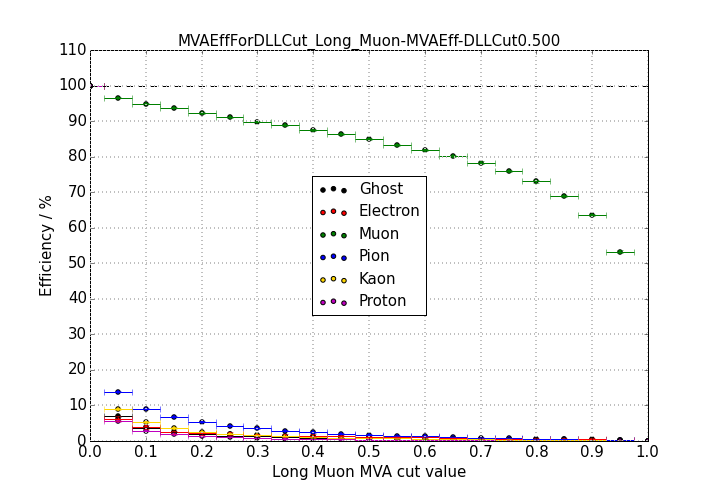 MVAEffForDLLCut_Long_Muon-MVAEff-DLLCut0.500
110
100
90
80
70
60
50
40
30
20
10
0
Efficiency / %
Ghost
Electron
Muon
Pion
Kaon
Proton
0.0 0.1 0.2 0.3 0.4 0.5 0.6 0.7 0.8 0.9 1.0
Long Muon MVA cut value